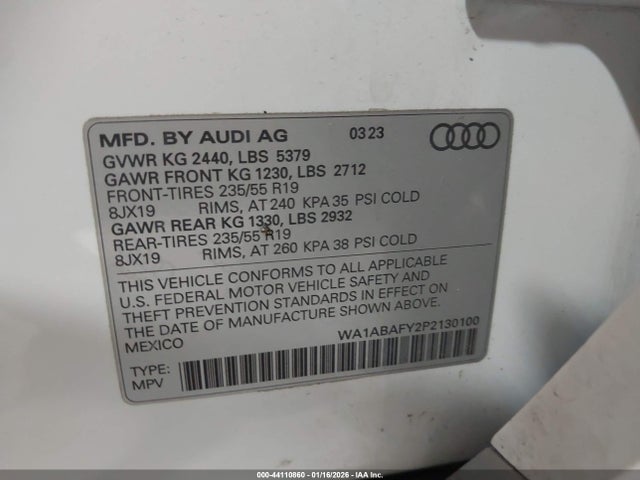 MFD. BY AUDI AG 03 23
GVWR KG 2440, LBS 5379
GAWR FRONT KG 1230, LBS 2712
FRONT-TIRES 235/55 R19
8JX19 RIMS, AT 240 KPA 35 PSI COLD
GAWR REAR KG 1330, LBS 2932
REAR-TIRES 235/55 R19
8JX19 RIMS, AT 260 KPA 38 PSI COLD
THIS VEHICLE CONFORMS TO ALL APPLICABLE
U.S. FEDERAL MOTOR VEHICLE SAFETY AND
THEFT PREVENTION STANDARDS IN EFFECT ON
THE DATE OF MANUFACTURE SHOWN ABOVE.
MEXICO WA1ABAFY2P2130100
TYPE:
MPV
000-44110860 - 01/16/2026 - IAA Inc.